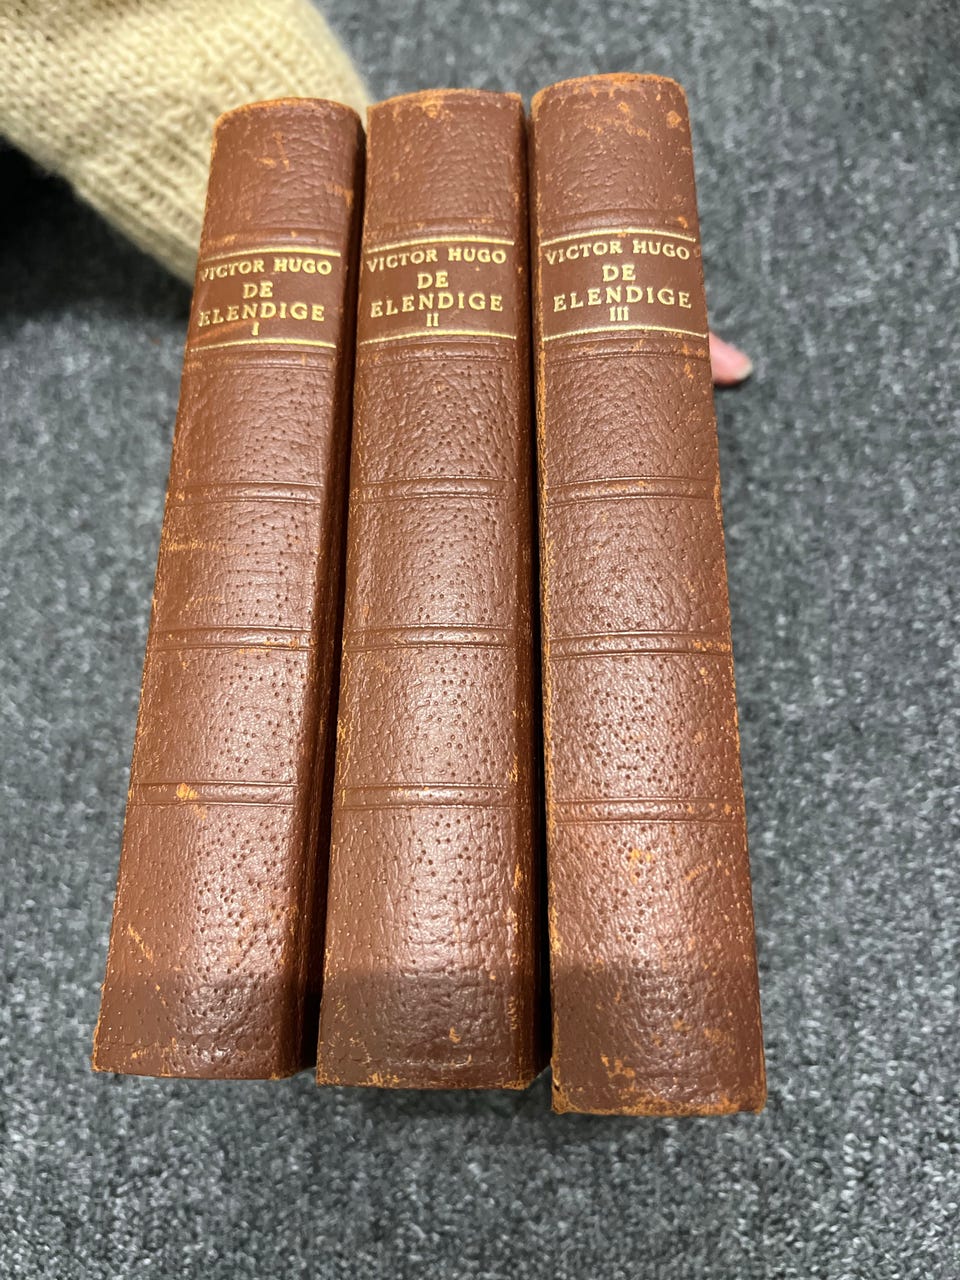 VICTOR HUGO
DE
ELENDIGE
I
VICTOR HUGO
DE
ELENDIGE
II
VICTOR HUGO
DE
ELENDIGE
III